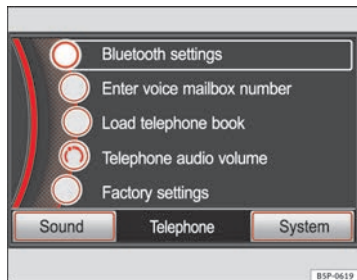 Bluetooth settings
Enter voice mailbox number
Load telephone book
Telephone audio volume
Factory settings
Sound Telephone System
B5P-0619